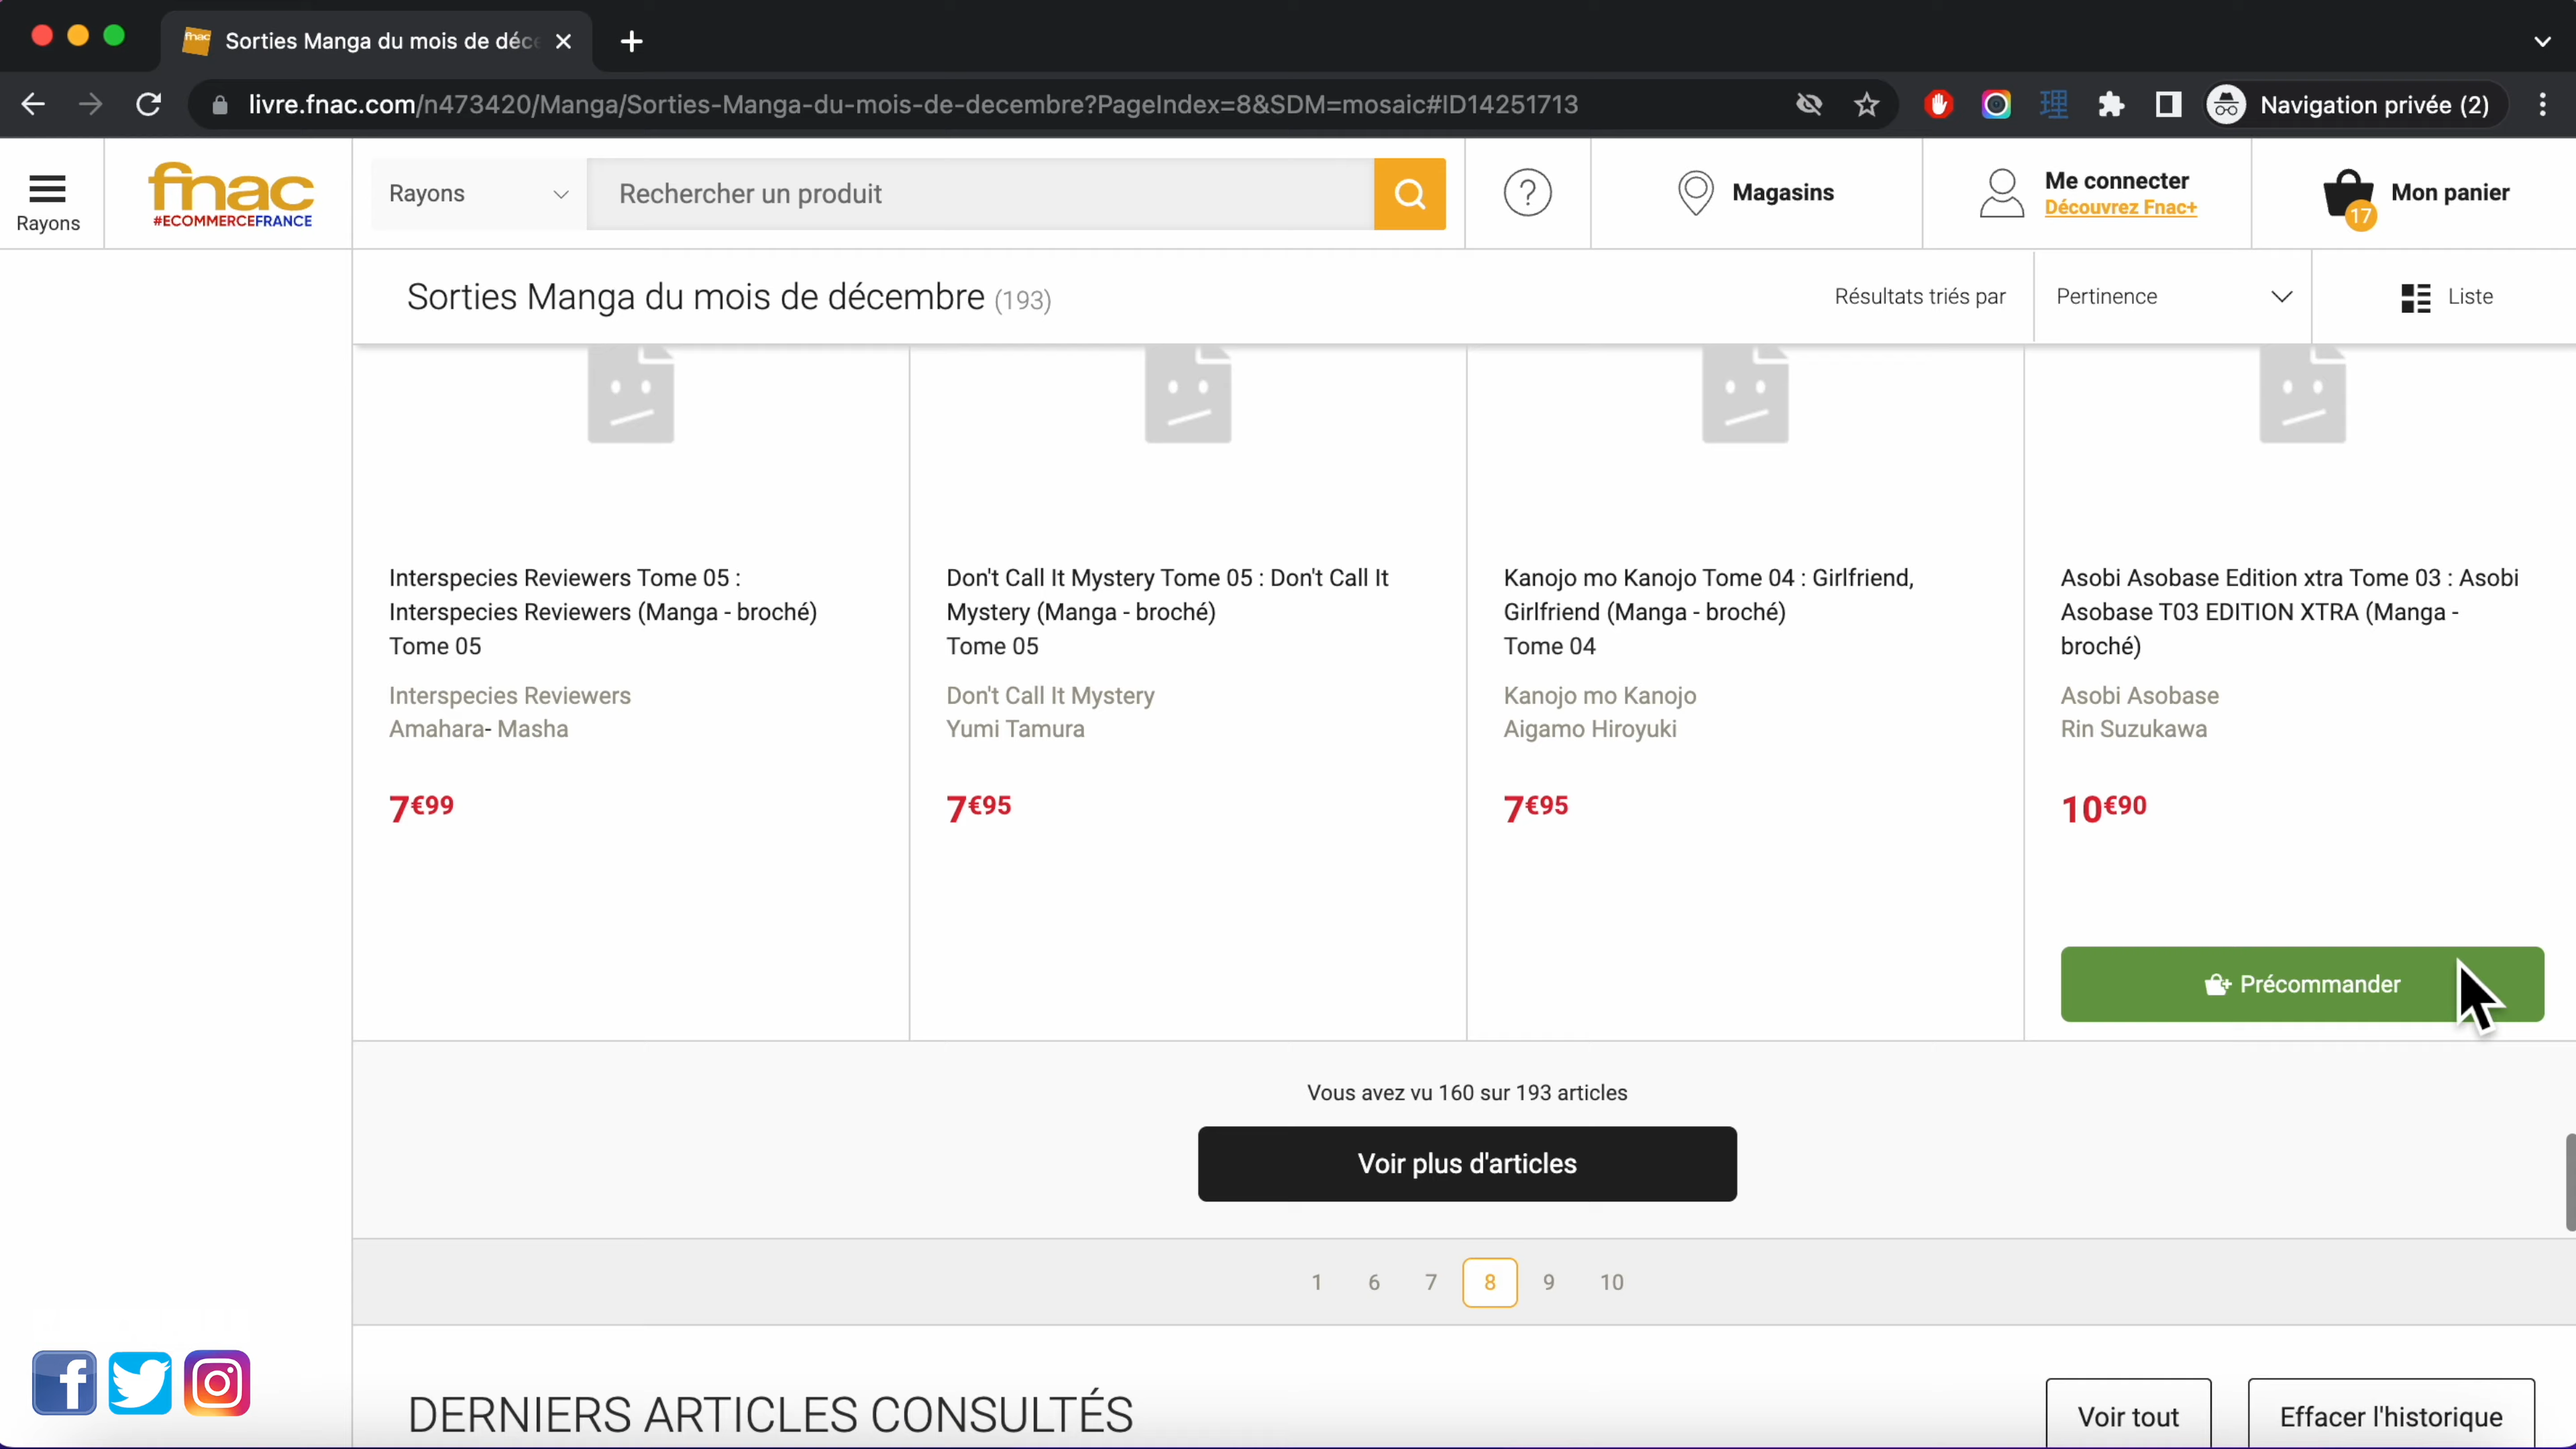 fnac
Sorties Manga du mois de déc
livre.fnac.com/n473420/Manga/Sorties-Manga-du-mois-de-decembre?PageIndex=8&SDM=mosaic#ID14251713
理
Navigation privée (2)
Rayons
fnac
#ECOMMERCEFRANCE
Rayons
Rechercher un produit
?
Magasins
Me connecter
Découvrez Fnac+
17
Mon panier
Sorties Manga du mois de décembre (193)
Résultats triés par
Pertinence
Liste
Interspecies Reviewers Tome 05 :
Interspecies Reviewers (Manga - broché)
Tome 05
Interspecies Reviewers
Amahara- Masha
7€99
Don't Call It Mystery Tome 05 : Don't Call It
Mystery (Manga - broché)
Tome 05
Don't Call It Mystery
Yumi Tamura
7€95
Kanojo mo Kanojo Tome 04 : Girlfriend,
Girlfriend (Manga - broché)
Tome 04
Kanojo mo Kanojo
Aigamo Hiroyuki
7€95
Asobi Asobase Edition xtra Tome 03 : Asobi
Asobase T03 EDITION XTRA (Manga -
broché)
Asobi Asobase
Rin Suzukawa
10€90
Précommander
Vous avez vu 160 sur 193 articles
Voir plus d'articles
1 6 7 8 9 10
DERNIERS ARTICLES CONSULTÉS
Voir tout
Effacer l'historique